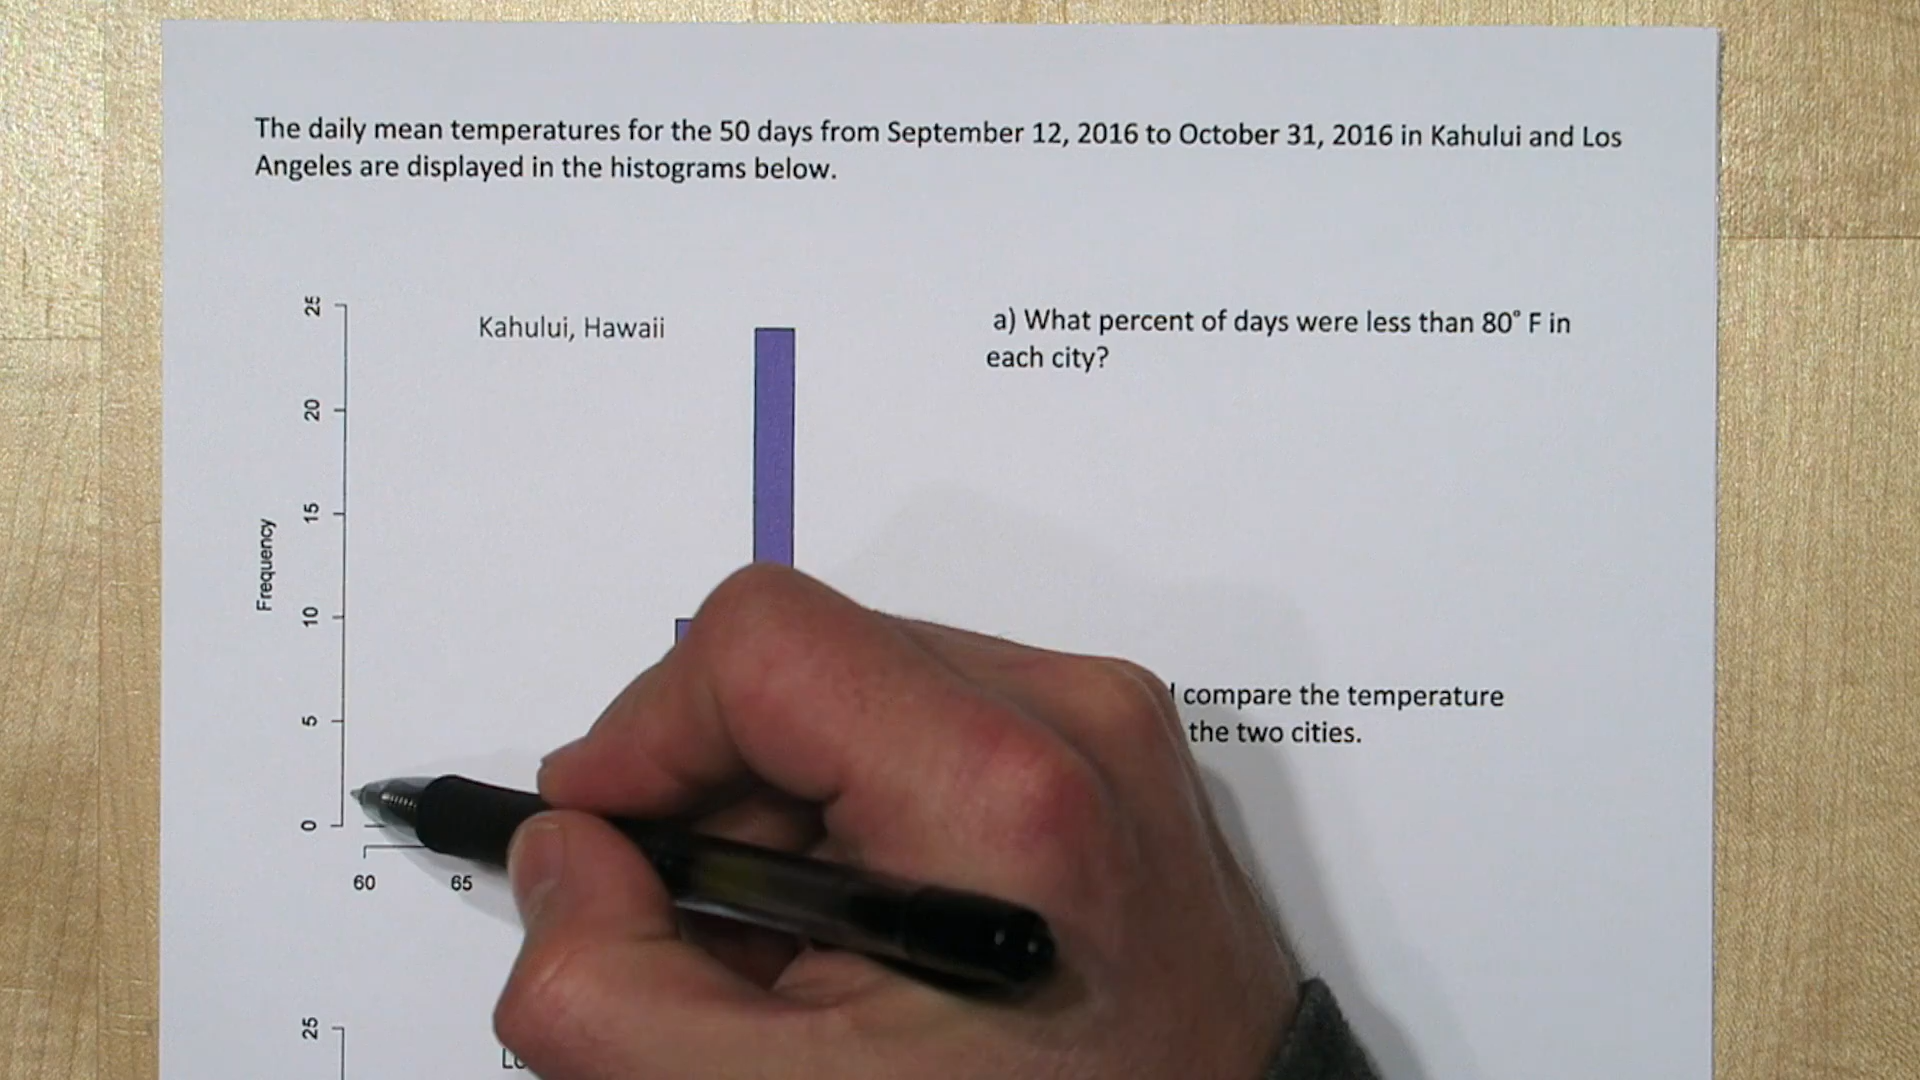 The daily mean temperatures for the 50 days from September 12, 2016 to October 31, 2016 in Kahului and Los
Angeles are displayed in the histograms below.
Kahului, Hawaii
a) What percent of days were less than 80° F in
each city?
Frequency
25
20
15
10
5
0
60 65
compare the temperature
the two cities.
25